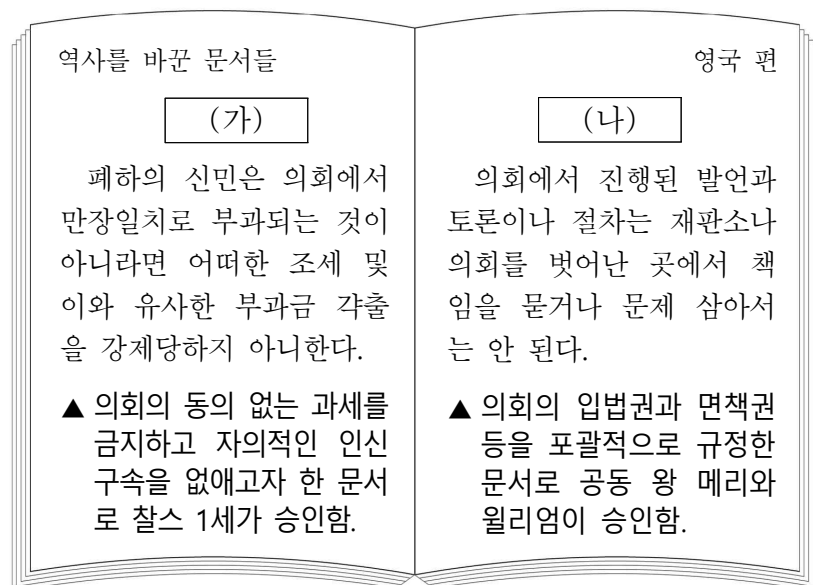 역사를 바꾼 문서들
(가)
폐하의 신민은 의회에서
만장일치로 부과되는 것이
아니라면 어떠한 조세 및
이와 유사한 부과금 갹출
을 강제당하지 아니한다.
▲ 의회의 동의 없는 과세를
금지하고 자의적인 인신
구속을 없애고자 한 문서
로 찰스 1세가 승인함.
영국 편
(나)
의회에서 진행된 발언과
토론이나 절차는 재판소나
의회를 벗어난 곳에서 책
임을 묻거나 문제 삼아서
는 안 된다.
▲ 의회의 입법권과 면책권
등을 포괄적으로 규정한
문서로 공동 왕 메리와
윌리엄이 승인함.